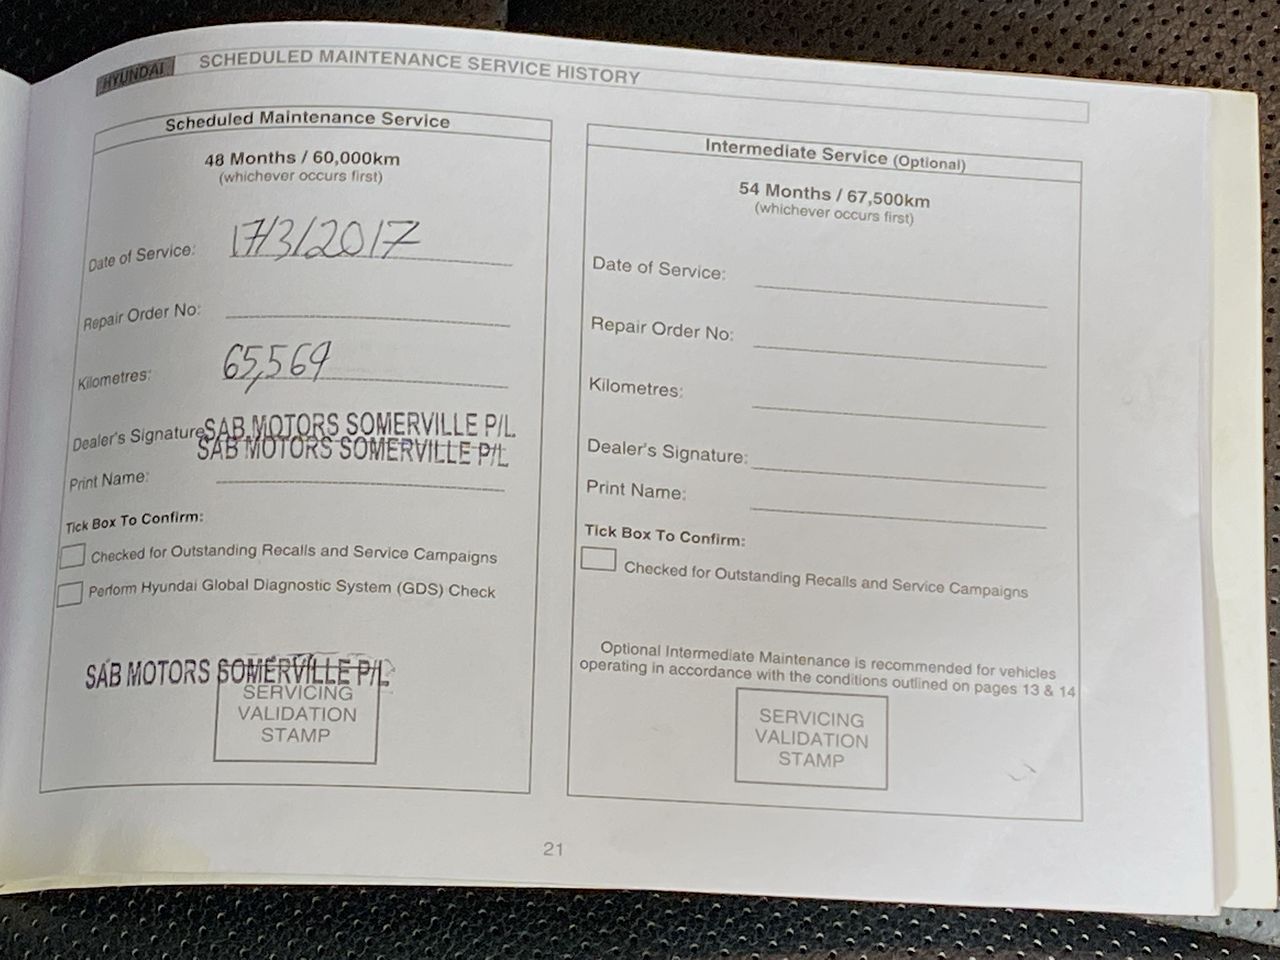 HYUNDAI SCHEDULED MAINTENANCE SERVICE HISTORY
Scheduled Maintenance Service
48 Months / 60,000km
(whichever occurs first)
Date of Service: 17/3/2017
Repair Order No:
Kilometres: 65,569
Dealer's Signature SAB MOTORS SOMERVILLE P/L
SAB MOTORS SOMERVILLE P/L
Print Name:
Tick Box To Confirm:
Checked for Outstanding Recalls and Service Campaigns
Perform Hyundai Global Diagnostic System (GDS) Check
SAB MOTORS SOMERVILLE P/L
SERVICING
VALIDATION
STAMP
Intermediate Service (Optional)
54 Months / 67,500km
(whichever occurs first)
Date of Service:
Repair Order No:
Kilometres:
Dealer's Signature:
Print Name:
Tick Box To Confirm:
Checked for Outstanding Recalls and Service Campaigns
Optional Intermediate Maintenance is recommended for vehicles
operating in accordance with the conditions outlined on pages 13 & 14
SERVICING
VALIDATION
STAMP
21